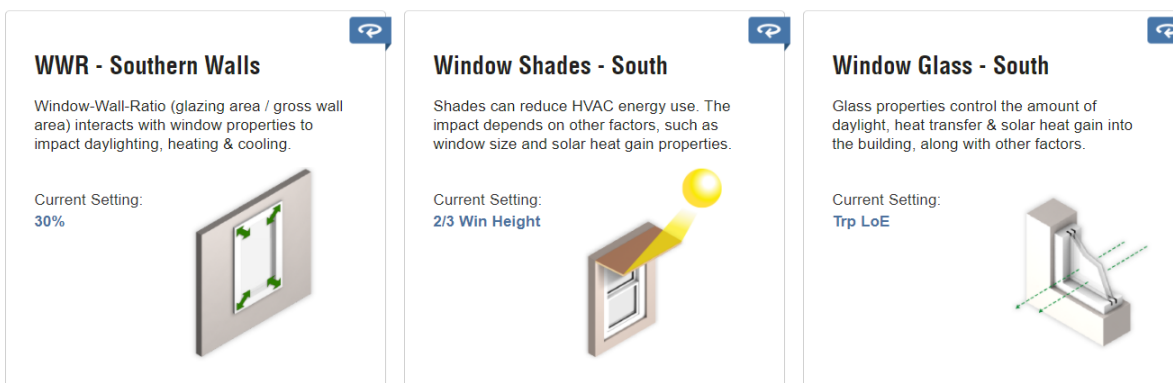 WWR - Southern Walls
Window-Wall-Ratio (glazing area / gross wall
area) interacts with window properties to
impact daylighting, heating & cooling.
Current Setting:
30%
Window Shades - South
Shades can reduce HVAC energy use. The
impact depends on other factors, such as
window size and solar heat gain properties.
Current Setting:
2/3 Win Height
Window Glass - South
Glass properties control the amount of
daylight, heat transfer & solar heat gain into
the building, along with other factors.
Current Setting:
Trp LoE